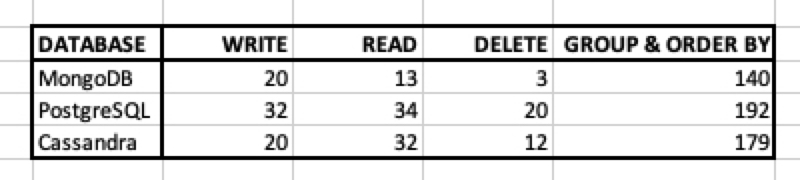 DATABASE WRITE READ DELETE GROUP & ORDER BY
MongoDB 20 13 3 140
PostgreSQL 32 34 20 192
Cassandra 20 32 12 179